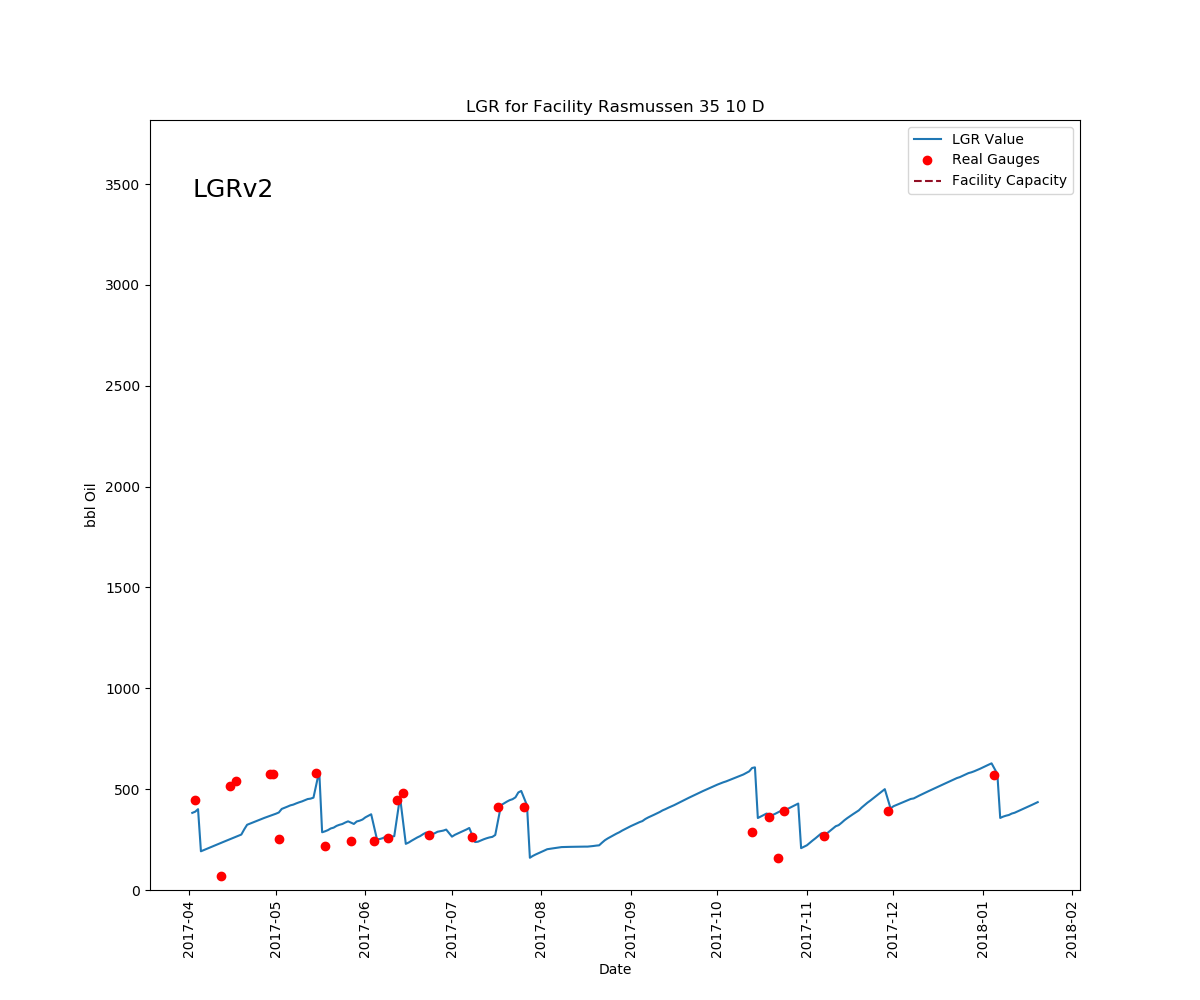 LGR for Facility Rasmussen 35 10 D
LGR Value
Real Gauges
Facility Capacity
LGRv2
3500
3000
2500
2000
1500
1000
500
0
bbl Oil
2017-04
2017-05
2017-06
2017-07
2017-08
2017-09
2017-10
2017-11
2017-12
2018-01
2018-02
Date